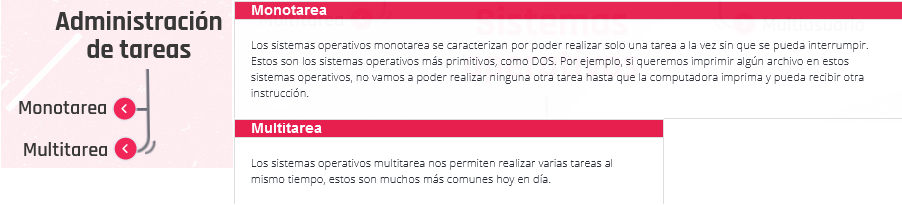 Administración
de tareas
Monotarea
Multitarea
Monotarea
Los sistemas operativos monotarea se caracterizan por poder realizar solo una tarea a la vez sin que se pueda interrumpir.
Estos son los sistemas operativos más primitivos, como DOS. Por ejemplo, si queremos imprimir algún archivo en estos
sistemas operativos, no vamos a poder realizar ninguna otra tarea hasta que la computadora imprima y pueda recibir otra
instrucción.
Multitarea
Los sistemas operativos multitarea nos permiten realizar varias tareas al
mismo tiempo, estos son muchos más comunes hoy en día.
Sistemas
Multiusuario